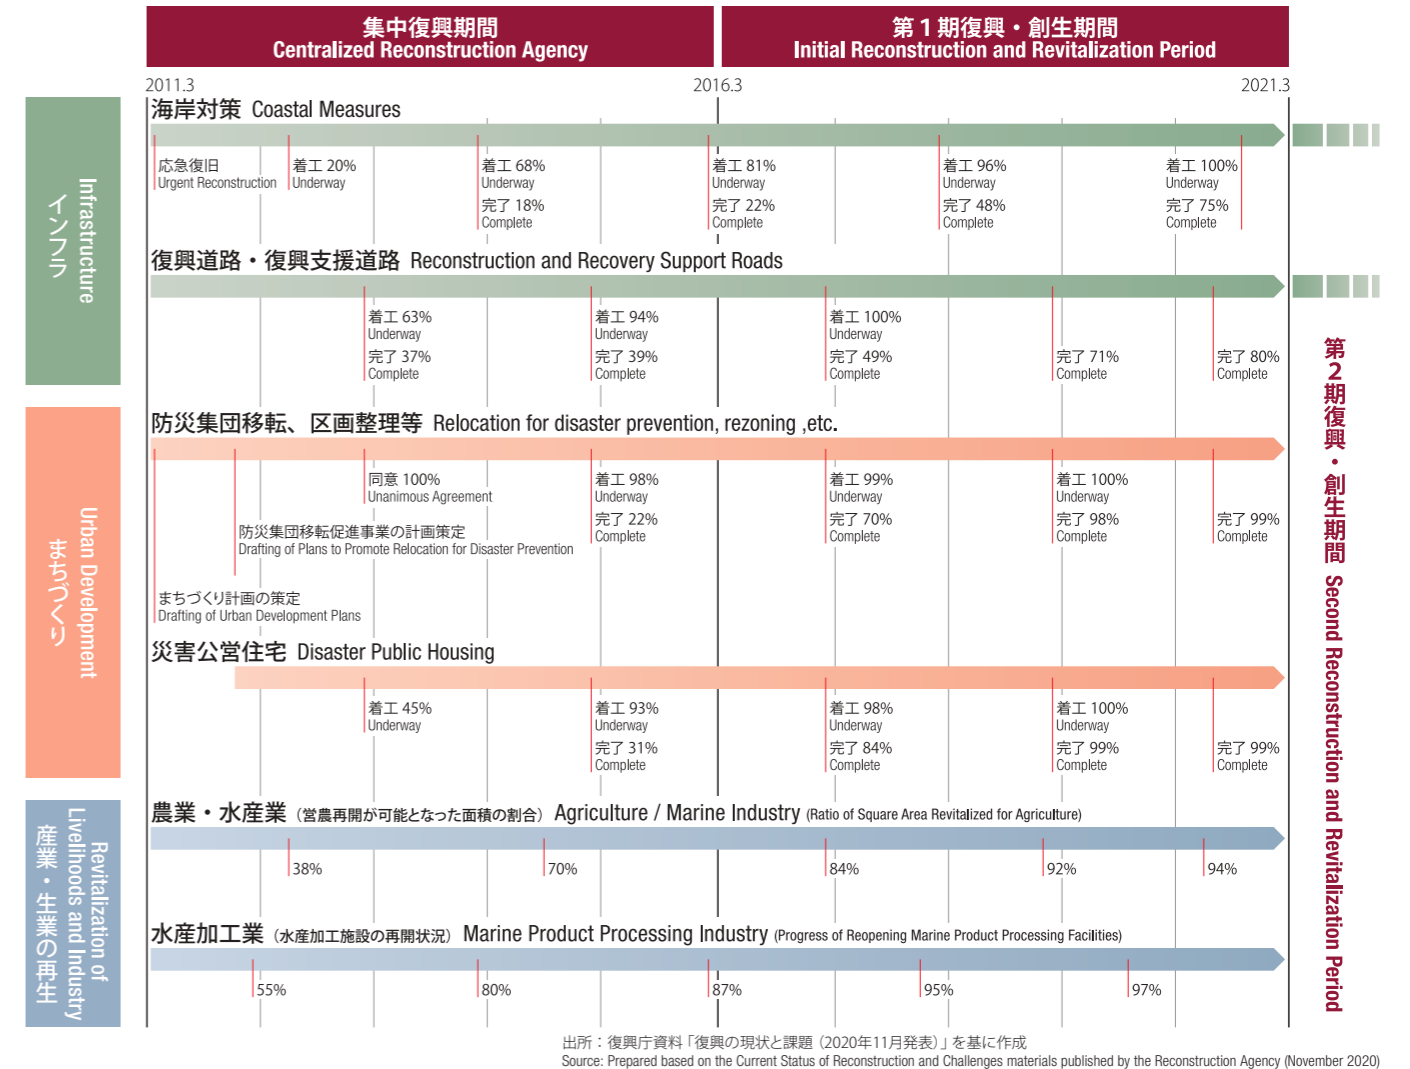 集中復興期間
Centralized Reconstruction Agency
第1期復興・創生期間
Initial Reconstruction and Revitalization Period
2011.3
2016.3
2021.3
インフラ
Infrastructure
海岸対策 Coastal Measures
応急復旧
Urgent Reconstruction
着工 20%
Underway
着工 68%
Underway
完了 18%
Complete
着工 81%
Underway
完了 22%
Complete
着工 96%
Underway
完了 48%
Complete
着工 100%
Underway
完了 75%
Complete
復興道路・復興支援道路 Reconstruction and Recovery Support Roads
着工 63%
Underway
完了 37%
Complete
着工 94%
Underway
完了 39%
Complete
着工 100%
Underway
完了 49%
Complete
完了 71%
Complete
完了 80%
Complete
まちづくり
Urban Development
防災集団移転、区画整理等 Relocation for disaster prevention, rezoning ,etc.
まちづくり計画の策定
Drafting of Urban Development Plans
防災集団移転促進事業の計画策定
Drafting of Plans to Promote Relocation for Disaster Prevention
同意 100%
Unanimous Agreement
着工 98%
Underway
完了 22%
Complete
着工 99%
Underway
完了 70%
Complete
着工 100%
Underway
完了 98%
Complete
完了 99%
Complete
災害公営住宅 Disaster Public Housing
着工 45%
Underway
着工 93%
Underway
完了 31%
Complete
着工 98%
Underway
完了 84%
Complete
着工 100%
Underway
完了 99%
Complete
完了 99%
Complete
産業・生業の再生
Revitalization of
Livelihoods and Industry
農業・水産業（営農再開が可能となった面積の割合） Agriculture / Marine Industry (Ratio of Square Area Revitalized for Agriculture)
38%
70%
84%
92%
94%
水産加工業（水産加工施設の再開状況） Marine Product Processing Industry (Progress of Reopening Marine Product Processing Facilities)
55%
80%
87%
95%
97%
第2期復興・創生期間 Second Reconstruction and Revitalization Period
出所：復興庁資料「復興の現状と課題（2020年11月発表）」を基に作成
Source: Prepared based on the Current Status of Reconstruction and Challenges materials published by the Reconstruction Agency (November 2020)